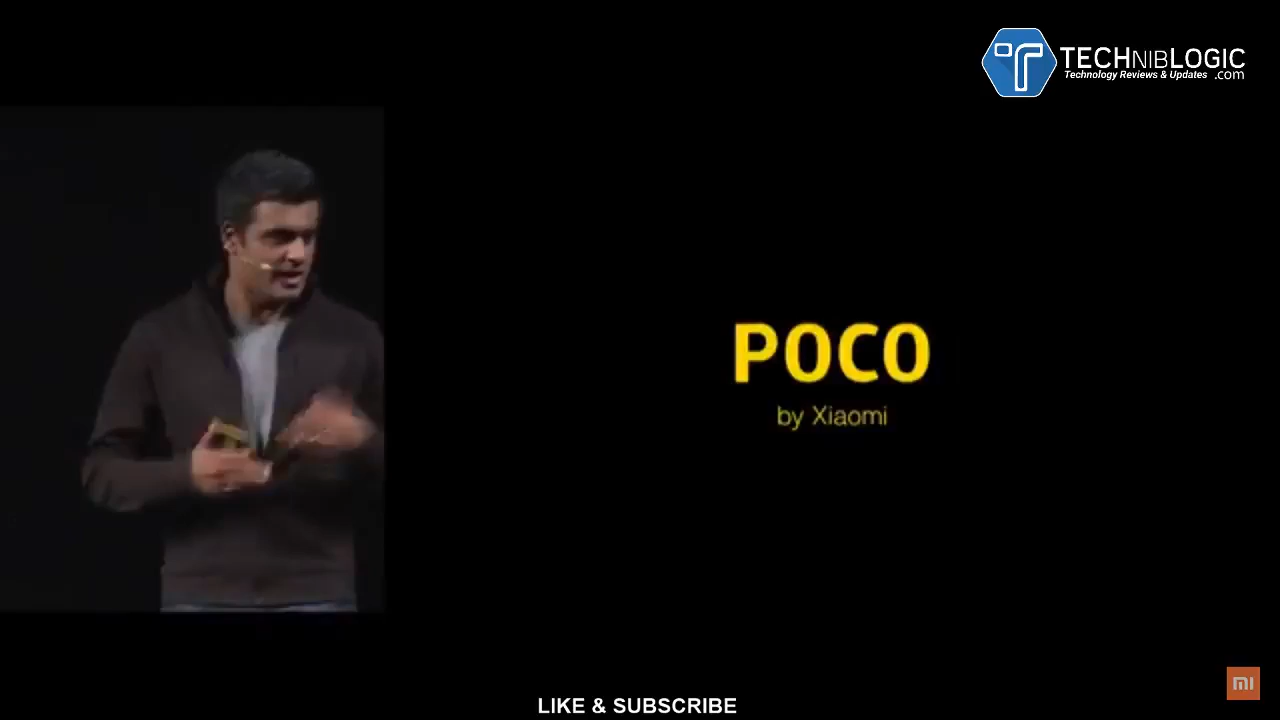 TECHNIBLOGIC
Technology Reviews & Updates .com
POCO
by Xiaomi
LIKE & SUBSCRIBE
MI